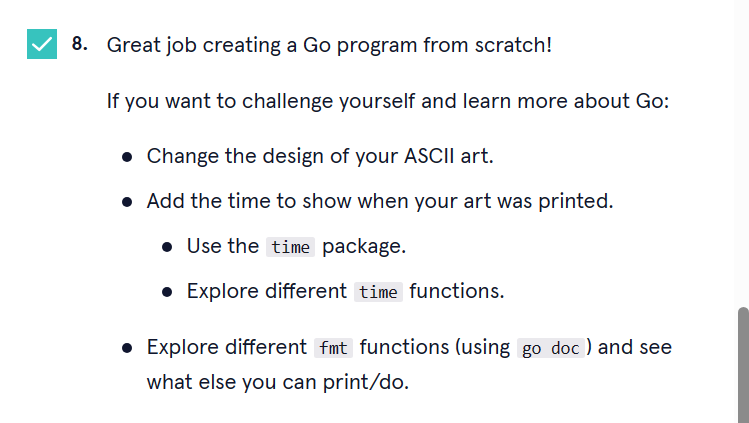 8. Great job creating a Go program from scratch!
If you want to challenge yourself and learn more about Go:
● Change the design of your ASCII art.
● Add the time to show when your art was printed.
● Use the time package.
● Explore different time functions.
● Explore different fmt functions (using go doc) and see
what else you can print/do.